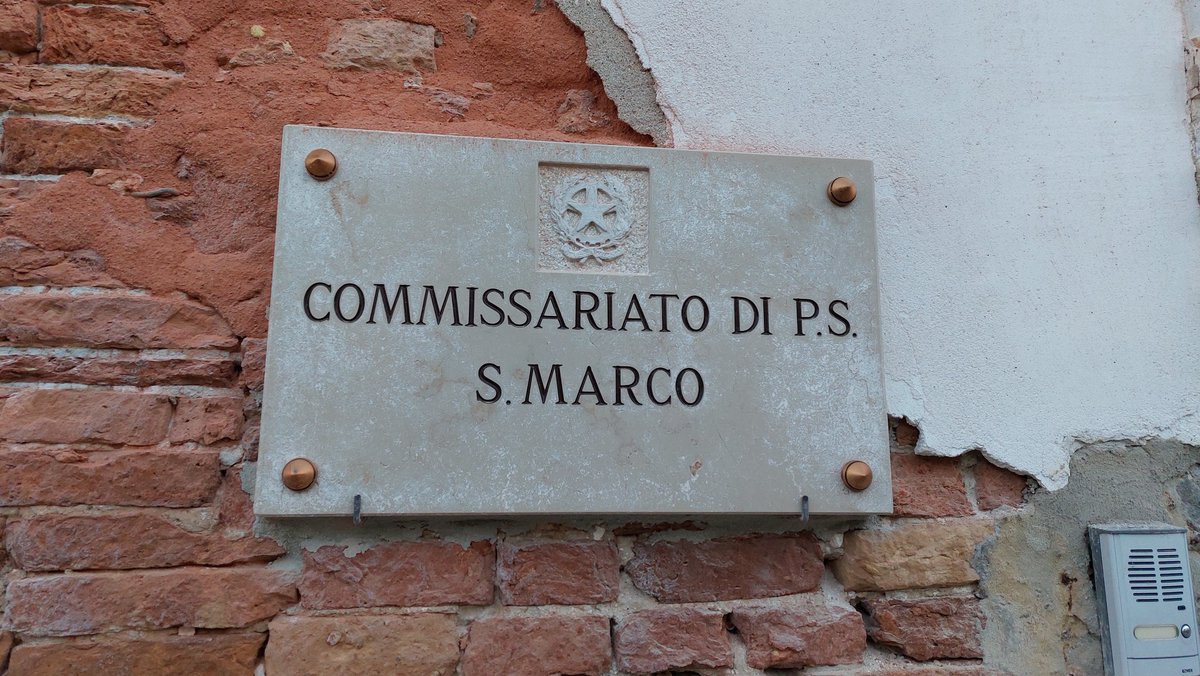 COMMISSARIATO DI P.S.
S. MARCO